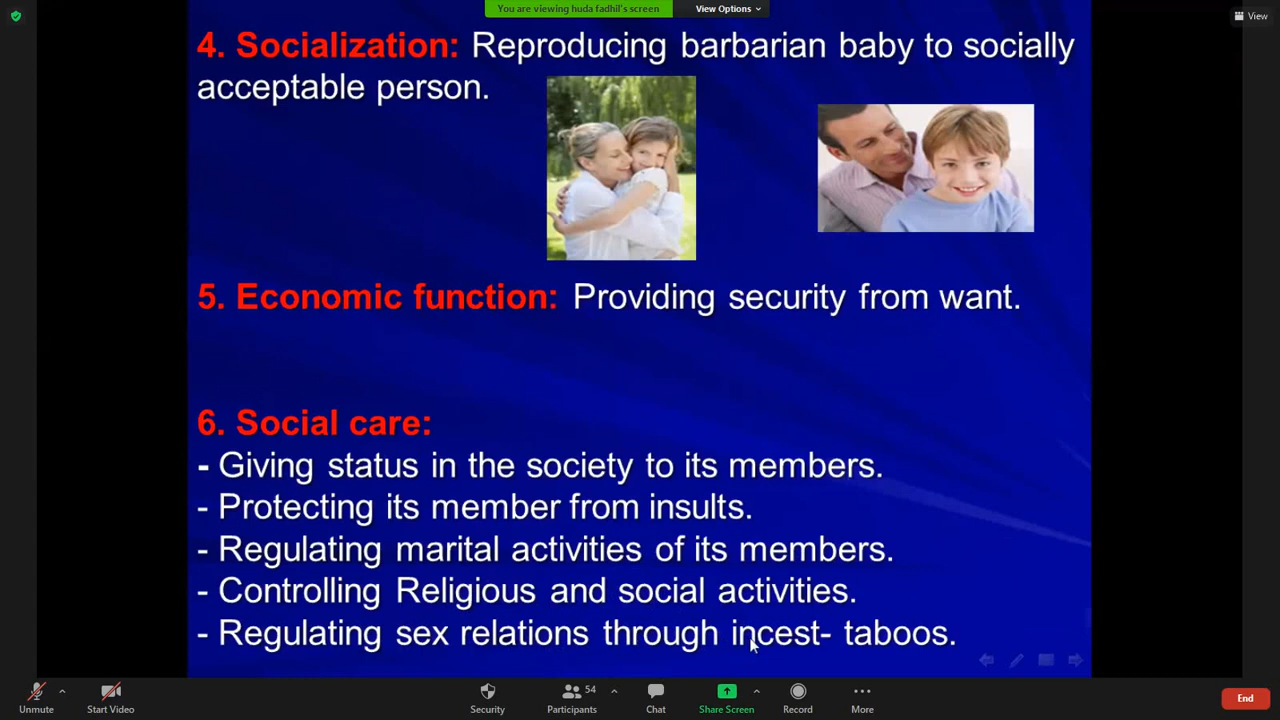 You are viewing huda fadhil's screen
View Options
View
4. Socialization: Reproducing barbarian baby to socially
acceptable person.
5. Economic function: Providing security from want.
6. Social care:
- Giving status in the society to its members.
- Protecting its member from insults.
- Regulating marital activities of its members.
- Controlling Religious and social activities.
- Regulating sex relations through incest- taboos.
Unmute
Start Video
Security
Participants
54
Chat
Share Screen
Record
More
End